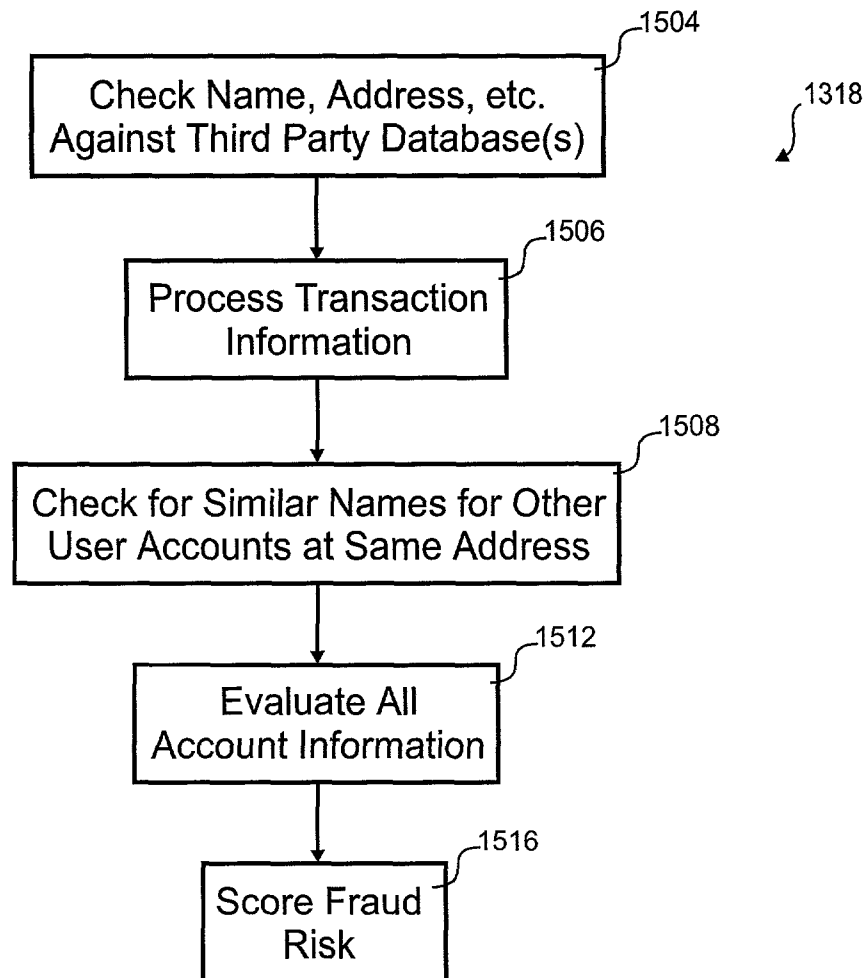 1504
Check Name, Address, etc.
Against Third Party Database(s)
1318
1506
Process Transaction
Information
1508
Check for Similar Names for Other
User Accounts at Same Address
1512
Evaluate All
Account Information
1516
Score Fraud
Risk